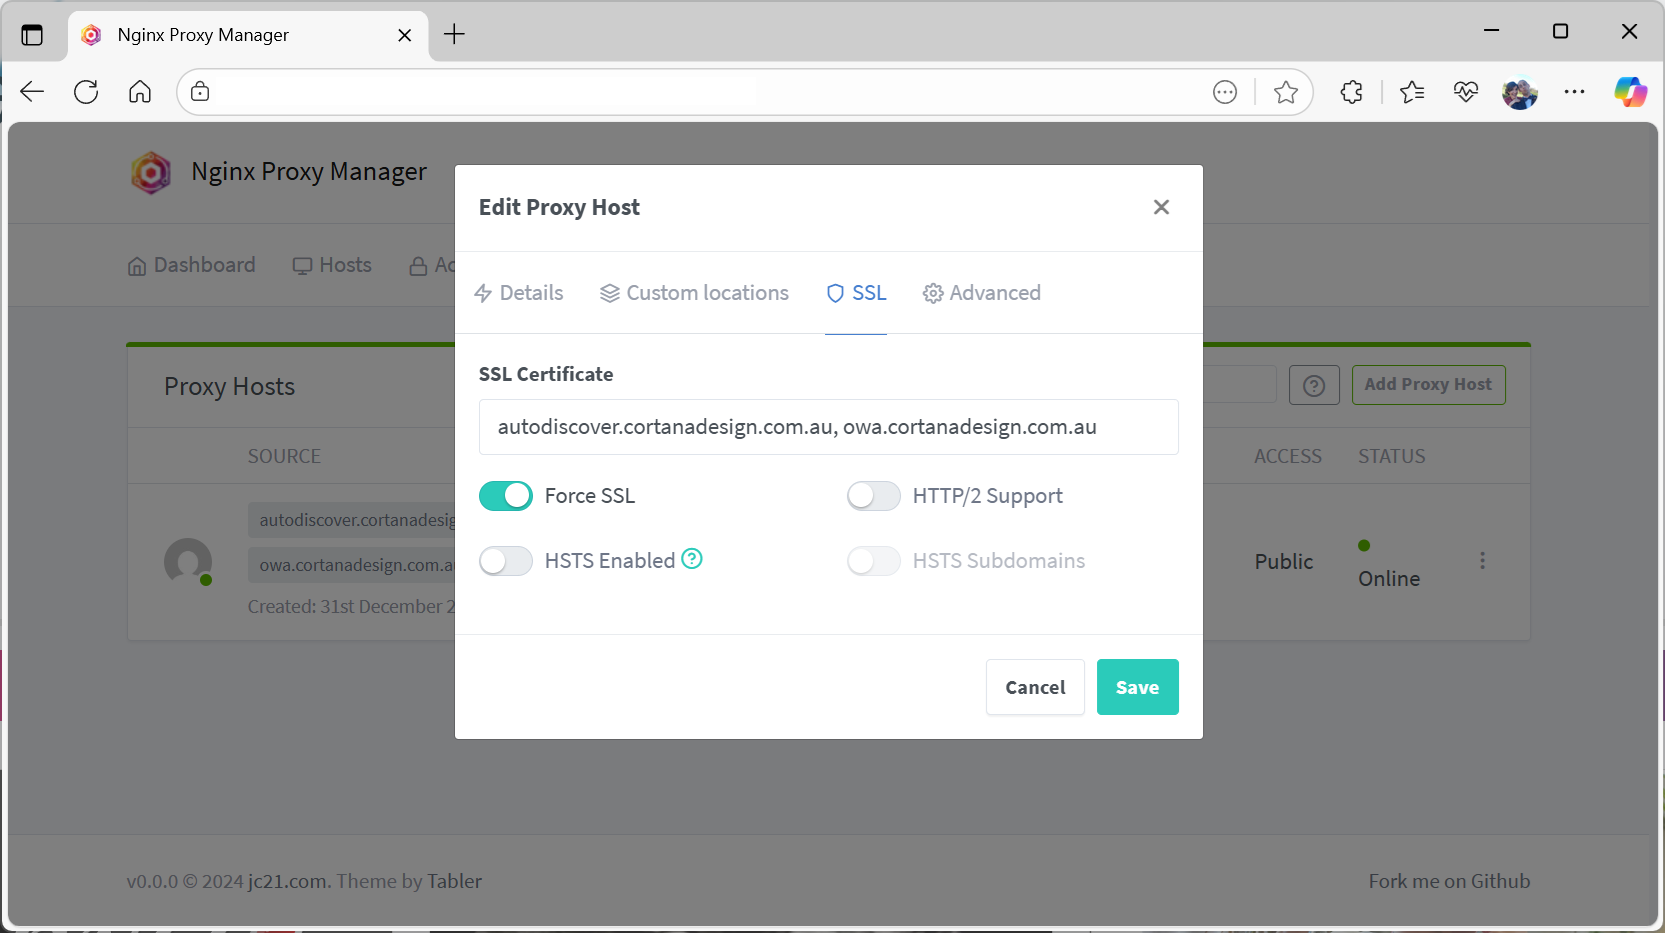 Nginx Proxy Manager
Nginx Proxy Manager
Dashboard
Hosts
Edit Proxy Host
Details
Custom locations
SSL
Advanced
SSL Certificate
autodiscover.cortanadesign.com.au, owa.cortanadesign.com.au
Force SSL
HTTP/2 Support
HSTS Enabled
HSTS Subdomains
Cancel
Save
Proxy Hosts
Add Proxy Host
SOURCE
ACCESS
STATUS
autodiscover.cortanadesig
owa.cortanadesign.com.au
Created: 31st December 2
Public
Online
v0.0.0 © 2024 jc21.com. Theme by Tabler
Fork me on Github